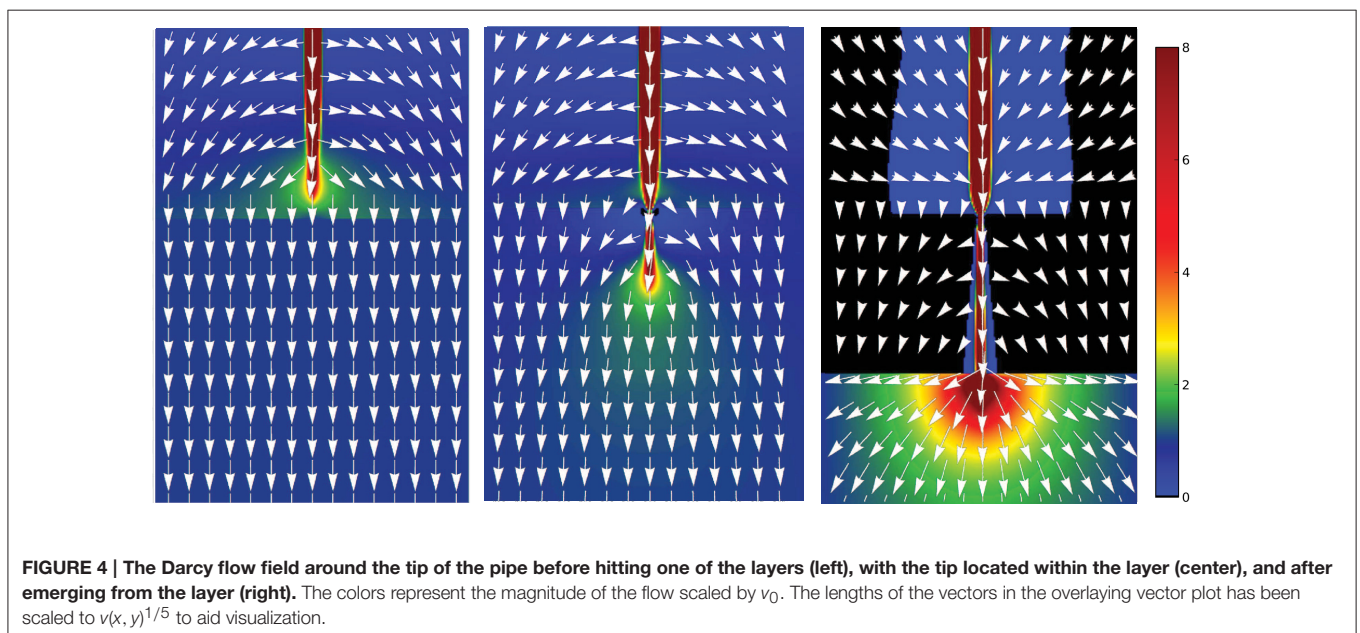 8
6
4
2
0
FIGURE 4 | The Darcy flow field around the tip of the pipe before hitting one of the layers (left), with the tip located within the layer (center), and after
emerging from the layer (right). The colors represent the magnitude of the flow scaled by v₀. The lengths of the vectors in the overlaying vector plot has been
scaled to v(x, y)^1/5 to aid visualization.